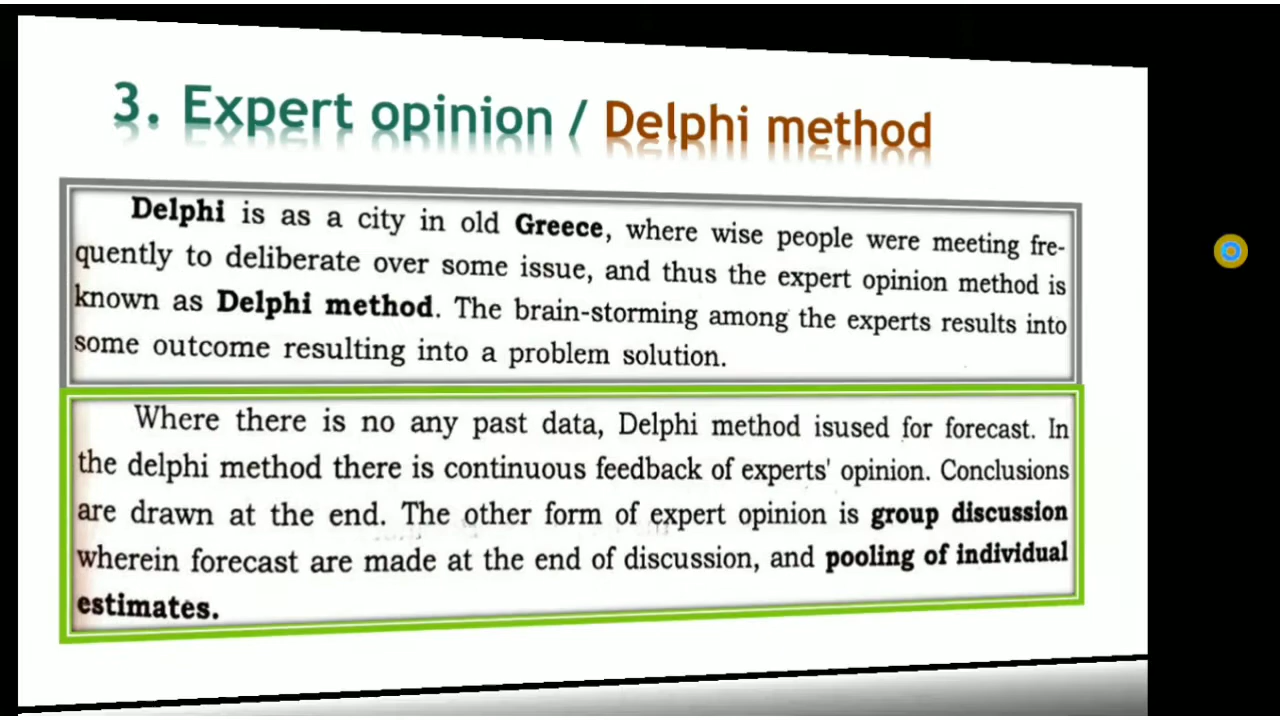 3. Expert opinion / Delphi method
Delphi is as a city in old Greece, where wise people were meeting fre-
quently to deliberate over some issue, and thus the expert opinion method is
known as Delphi method. The brain-storming among the experts results into
some outcome resulting into a problem solution.
Where there is no any past data, Delphi method isused for forecast. In
the delphi method there is continuous feedback of experts' opinion. Conclusions
are drawn at the end. The other form of expert opinion is group discussion
wherein forecast are made at the end of discussion, and pooling of individual
estimates.